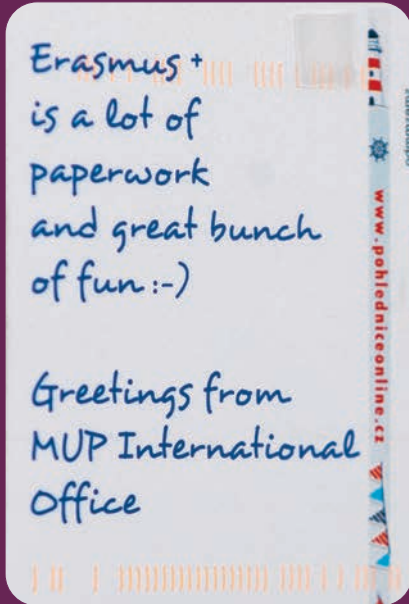 Erasmus +
is a lot of
paperwork
and great bunch
of fun :-)
Greetings from
MUP International
Office
www.pohledniceonline.cz